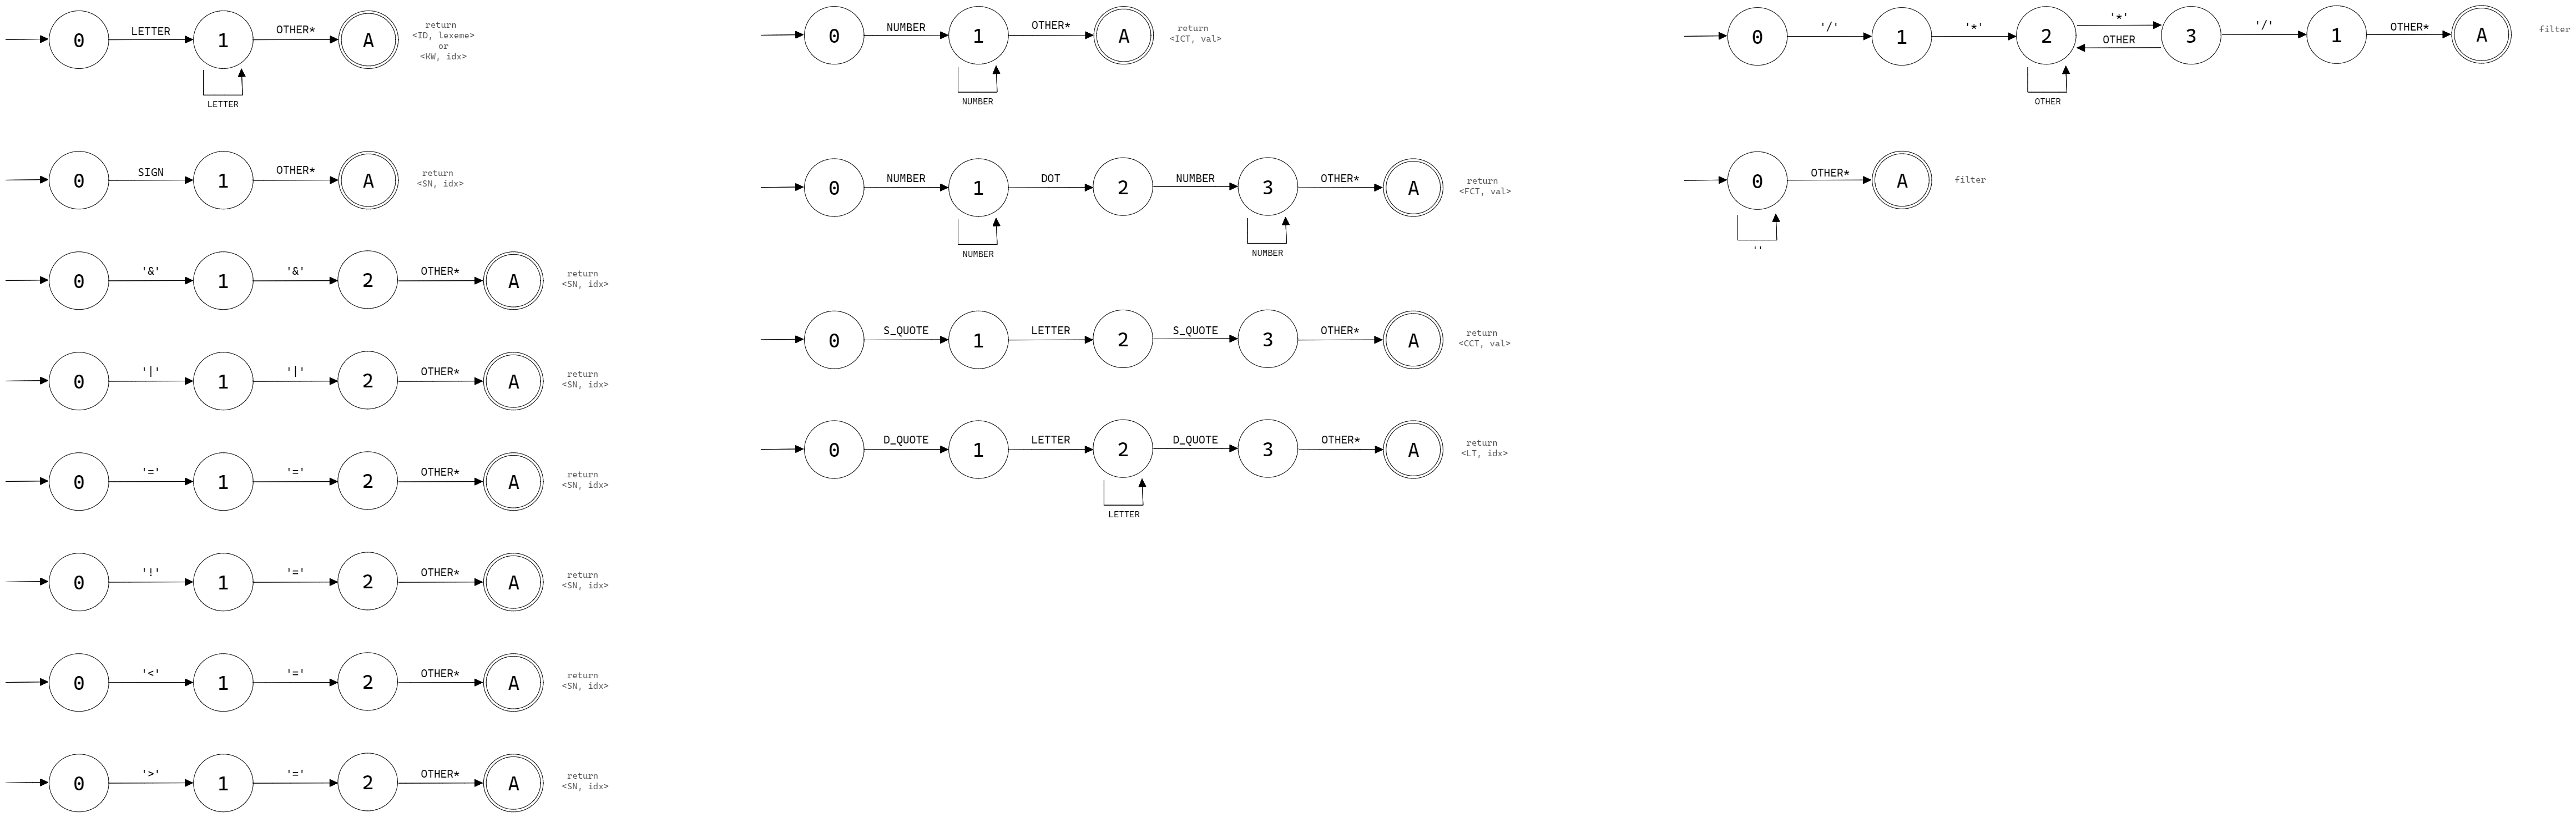 0 LETTER 1 OTHER* A
return
<ID, lexeme>
or
<KW, idx>
LETTER
0 SIGN 1 OTHER* A
return
<SN, idx>
0 '&' 1 '&' 2 OTHER* A
return
<SN, idx>
0 '|' 1 '|' 2 OTHER* A
return
<SN, idx>
0 '=' 1 '=' 2 OTHER* A
return
<SN, idx>
0 '!' 1 '=' 2 OTHER* A
return
<SN, idx>
0 '<' 1 '=' 2 OTHER* A
return
<SN, idx>
0 '>' 1 '=' 2 OTHER* A
return
<SN, idx>
0 NUMBER 1 OTHER* A
return
<ICT, val>
NUMBER
0 NUMBER 1 DOT 2 NUMBER 3 OTHER* A
return
<FCT, val>
NUMBER NUMBER
0 S_QUOTE 1 LETTER 2 S_QUOTE 3 OTHER* A
return
<CCT, val>
0 D_QUOTE 1 LETTER 2 D_QUOTE 3 OTHER* A
return
<LT, idx>
LETTER
0 '/' 1 '*' 2 '*' 3 '/' 1 OTHER* A
filter
OTHER
OTHER
0 OTHER* A
filter
' '